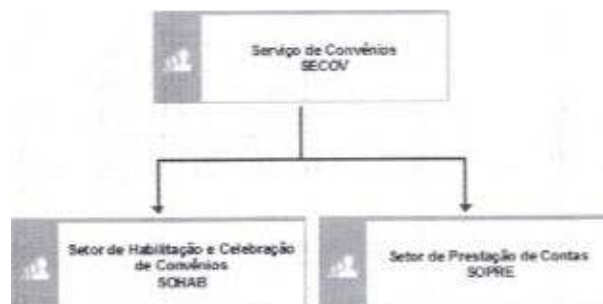 Serviço de Convênios
SECOV
Setor de Habilitação e Celebração
de Convênios
SOHAB
Setor de Prestação de Contas
SOPRE